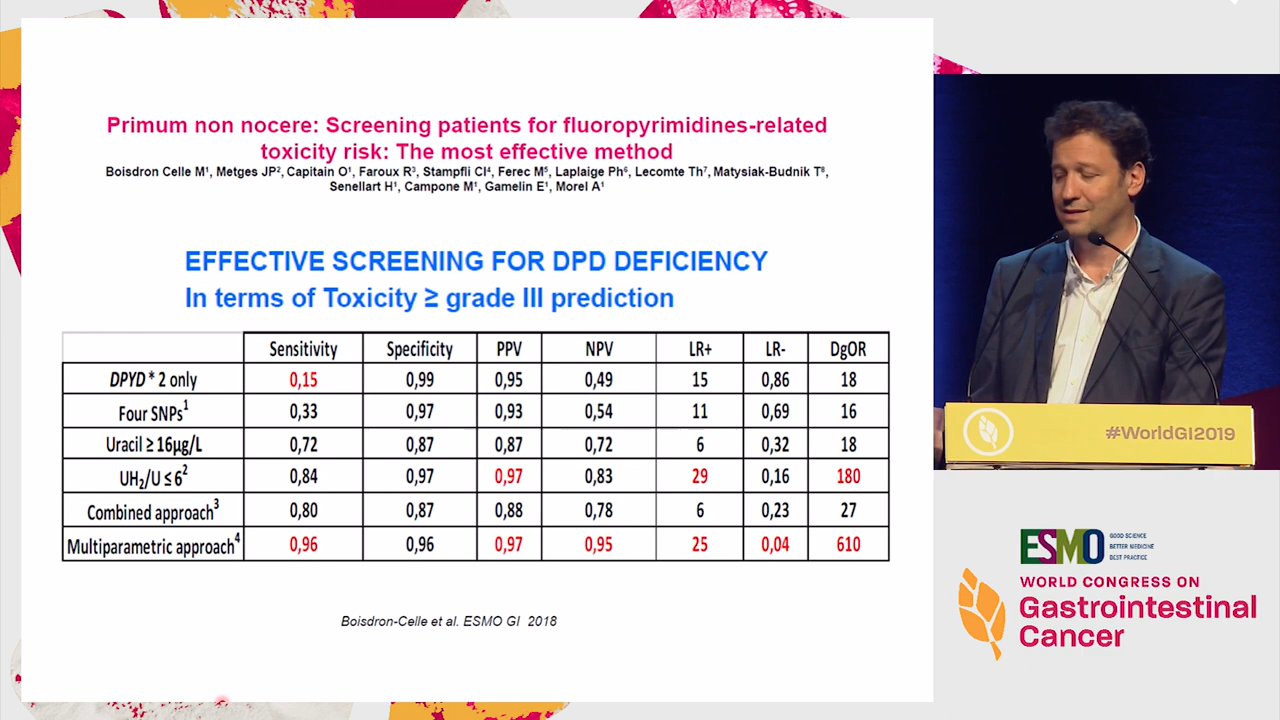 Primum non nocere: Screening patients for fluoropyrimidines-related
toxicity risk: The most effective method
Boisdron Celle M¹, Metges JP², Capitain O¹, Faroux R³, Stampfli Cl⁴, Ferec M⁵, Laplaige Ph⁶, Lecomte Th⁷, Matysiak-Budnik T⁸,
Senellart H¹, Campone M¹, Gamelin E¹, Morel A¹
EFFECTIVE SCREENING FOR DPD DEFICIENCY
In terms of Toxicity ≥ grade III prediction
Sensitivity Specificity PPV NPV LR+ LR- DgOR
DPYD * 2 only 0,15 0,99 0,95 0,49 15 0,86 18
Four SNPs¹ 0,33 0,97 0,93 0,54 11 0,69 16
Uracil ≥ 16µg/L 0,72 0,87 0,87 0,72 6 0,32 18
UH₂/U ≤ 6² 0,84 0,97 0,97 0,83 29 0,16 180
Combined approach³ 0,80 0,87 0,88 0,78 6 0,23 27
Multiparametric approach⁴ 0,96 0,96 0,97 0,95 25 0,04 610
Boisdron-Celle et al. ESMO GI 2018
#WorldGI2019
ESMO
GOOD SCIENCE
BETTER MEDICINE
BEST PRACTICE
WORLD CONGRESS ON
Gastrointestinal
Cancer